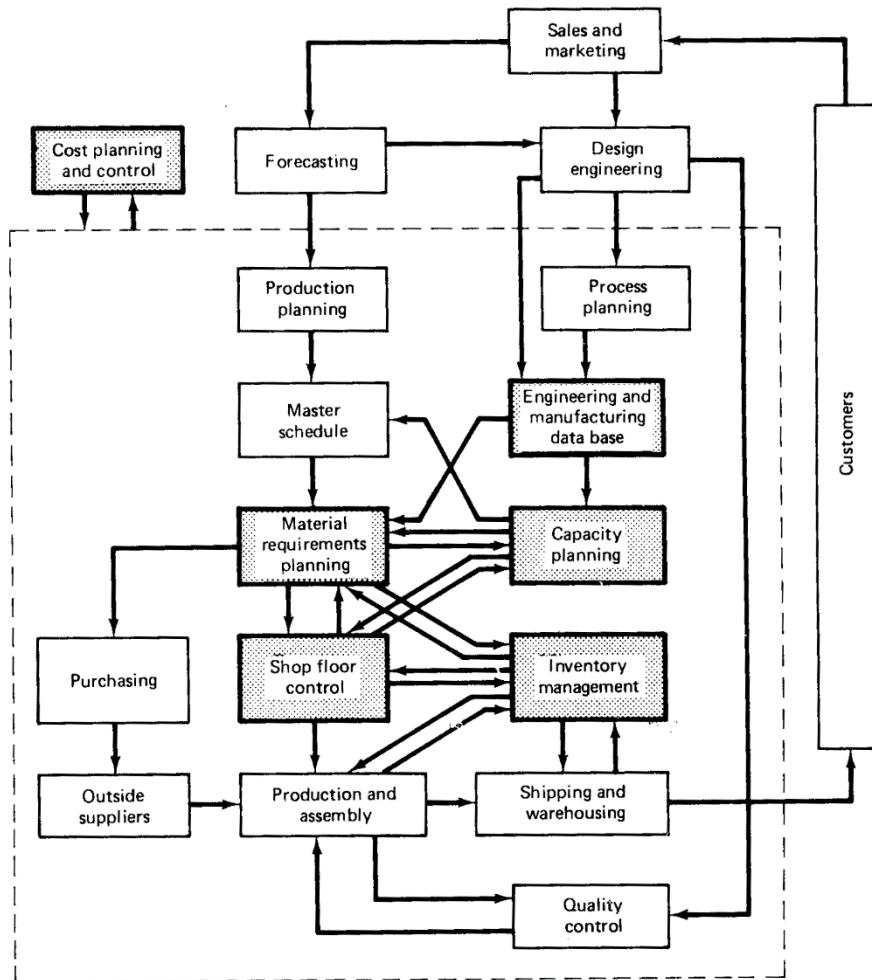 Sales and
marketing
Cost planning
and control
Forecasting
Design
engineering
Production
planning
Process
planning
Master
schedule
Engineering and
manufacturing
data base
Customers
Material
requirements
planning
Capacity
planning
Purchasing
Shop floor
control
Inventory
management
Outside
suppliers
Production and
assembly
Shipping and
warehousing
Quality
control